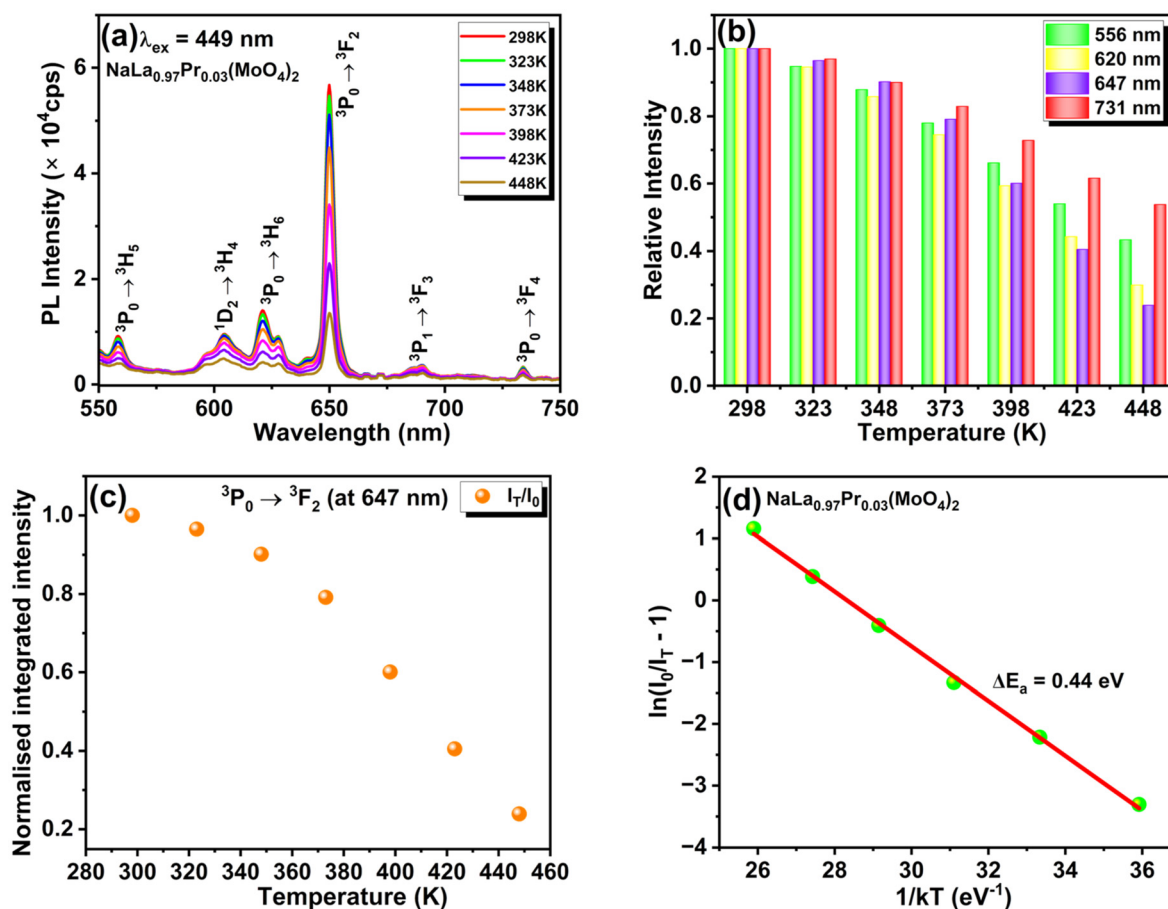 (a) λex = 449 nm
NaLa0.97Pr0.03(MoO4)2
298K
323K
348K
373K
398K
423K
448K
3P0 → 3H5
1D2 → 3H4
3P0 → 3H6
3P0 → 3F2
3P1 → 3F3
3P0 → 3F4
PL Intensity (× 10^4cps)
6
4
2
0
550 600 650 700 750
Wavelength (nm)
(b)
556 nm
620 nm
647 nm
731 nm
Relative Intensity
1.0
0.8
0.6
0.4
0.2
0.0
298 323 348 373 398 423 448
Temperature (K)
(c) 3P0 → 3F2 (at 647 nm)
IT/I0
Normalised integrated intensity
1.0
0.8
0.6
0.4
0.2
280 300 320 340 360 380 400 420 440 460
Temperature (K)
(d) NaLa0.97Pr0.03(MoO4)2
ΔEa = 0.44 eV
ln(I0/IT - 1)
2
1
0
−1
−2
−3
−4
26 28 30 32 34 36
1/kT (eV-1)